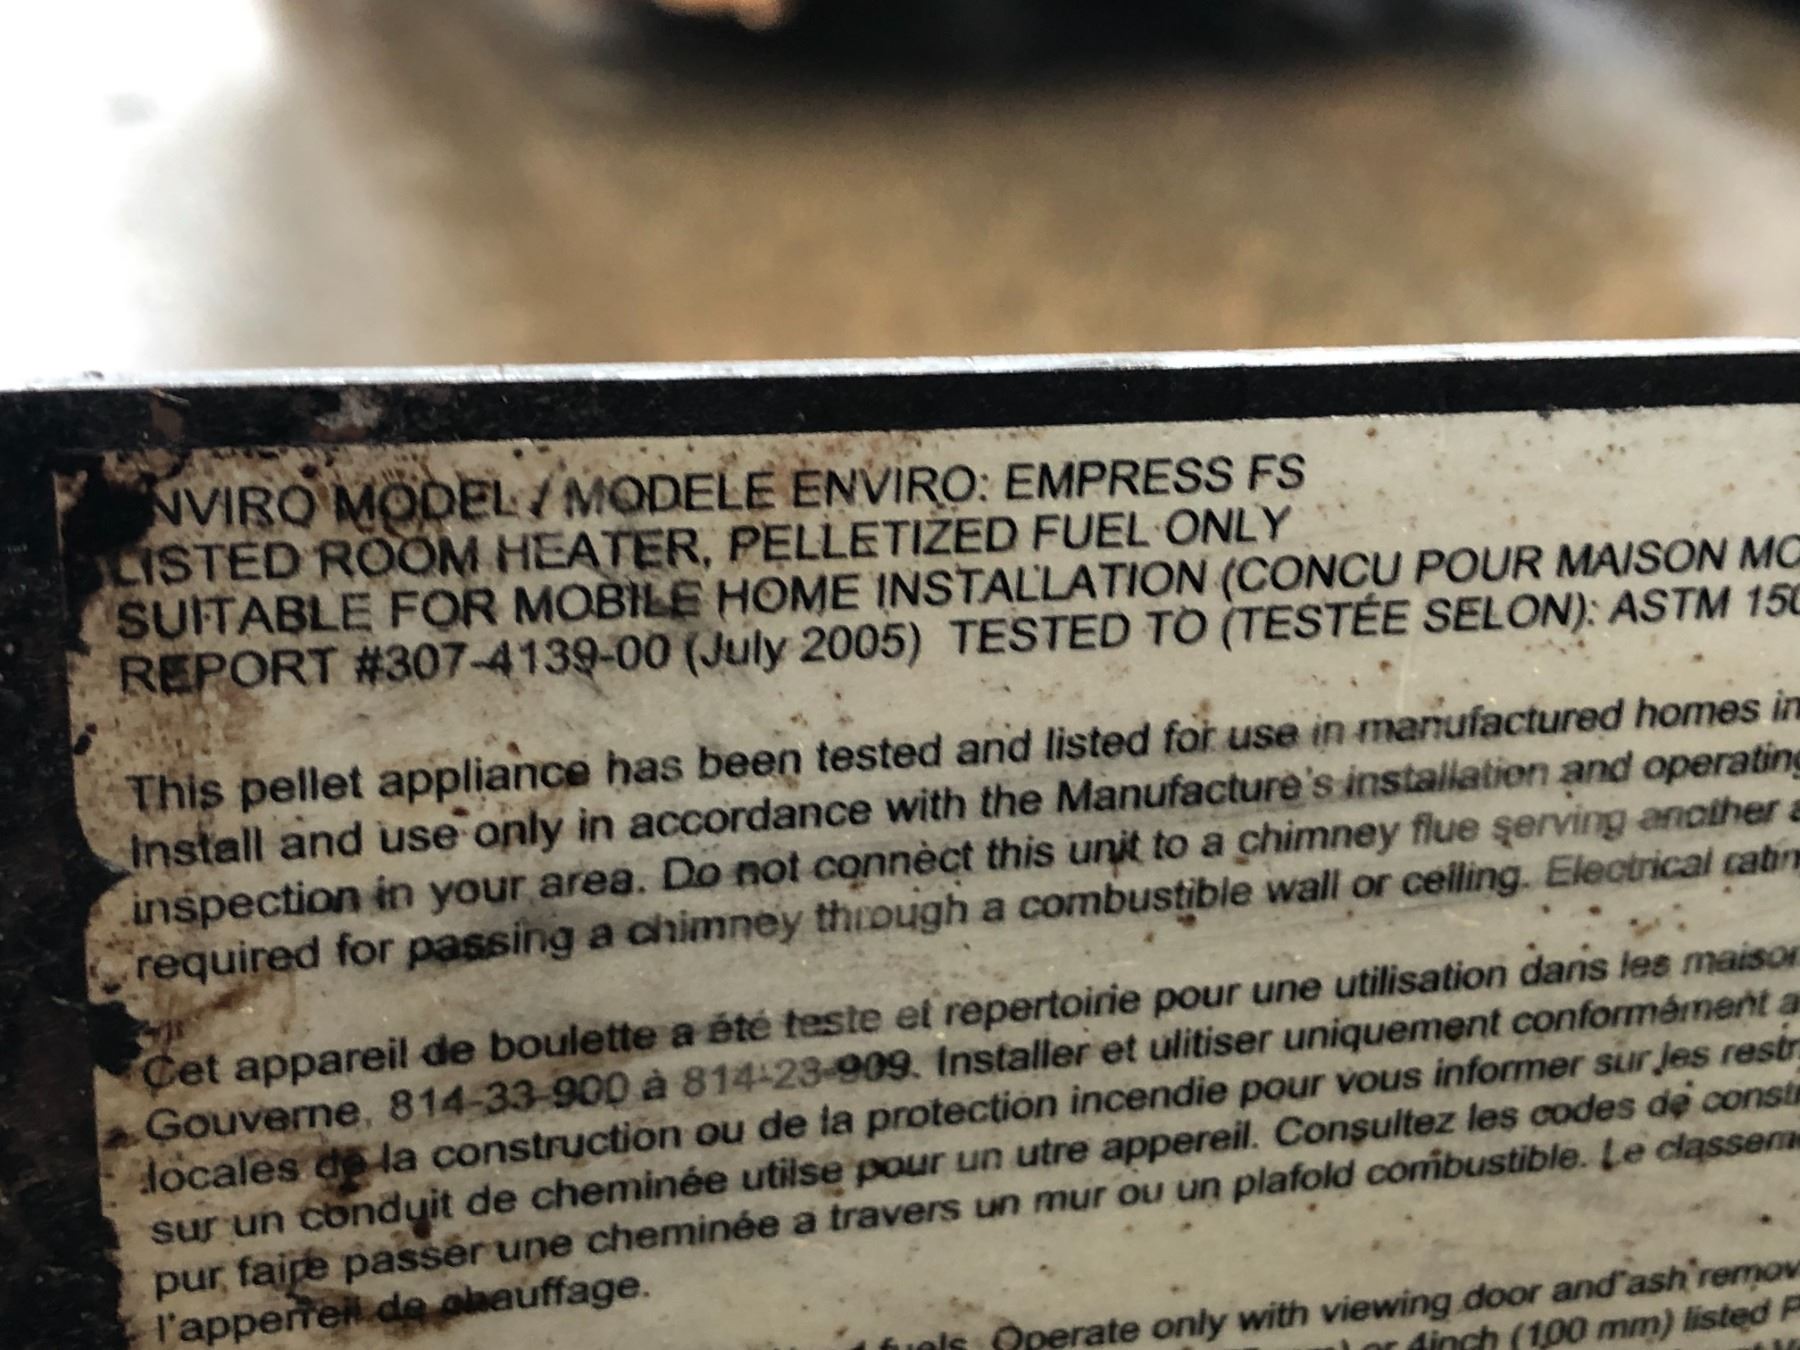 ENVIRO MODEL / MODELE ENVIRO: EMPRESS FS
LISTED ROOM HEATER, PELLETIZED FUEL ONLY
SUITABLE FOR MOBILE HOME INSTALLATION (CONCU POUR MAISON MO
REPORT #307-4139-00 (July 2005) TESTED TO (TESTÉE SELON): ASTM 150
This pellet appliance has been tested and listed for use in manufactured homes in
Install and use only in accordance with the Manufacture's installation and operating
inspection in your area. Do not connect this unit to a chimney flue serving another a
required for passing a chimney through a combustible wall or ceiling. Electrical ratin
Cet appareil de boulette a été teste et repertoirie pour une utilisation dans les maison
Gouverne, 814-33-900 à 814-23-909. Installer et ulitiser uniquement conformément a
locales de la construction ou de la protection incendie pour vous informer sur les restr
sur un conduit de cheminée utilse pour un utre appereil. Consultez les codes de constr
pur faire passer une cheminée a travers un mur ou un plafold combustible. Le classem
l'apperreil de chauffage.
fuels. Operate only with viewing door and ash remov
or 4inch (100 mm) listed P